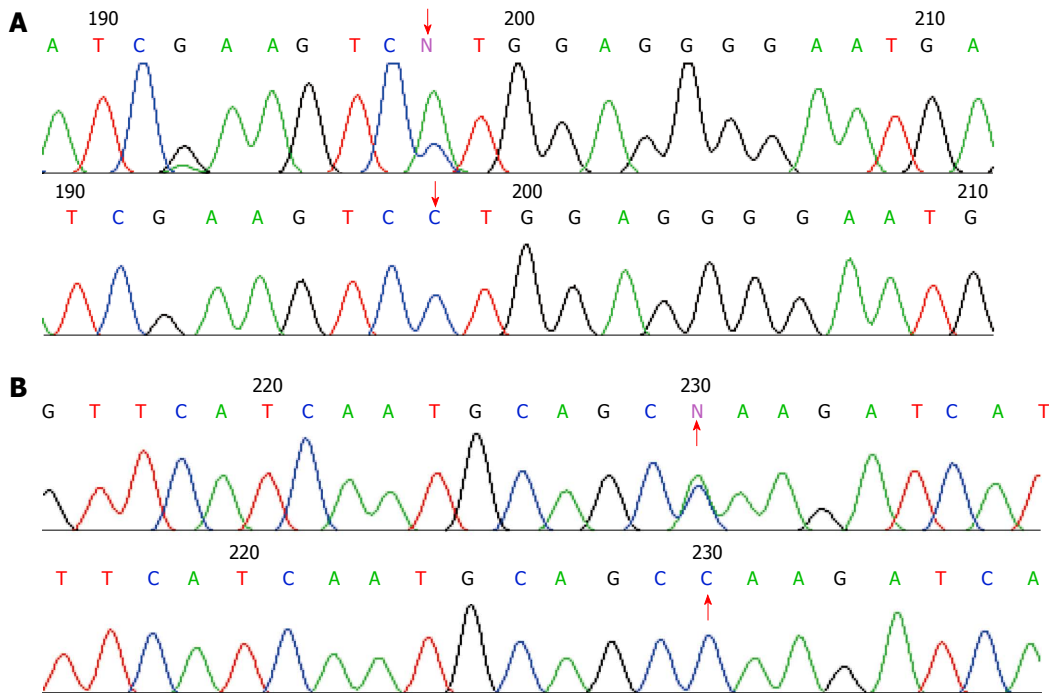 A
190 200 210
A T C G A A G T C N T G G A G G G G A A T G A
190 200 210
T C G A A G T C C T G G A G G G G A A T G
B
220 230
G T T C A T C A A T G C A G C N A A G A T C A T
220 230
T T C A T C A A T G C A G C C A A G A T C A